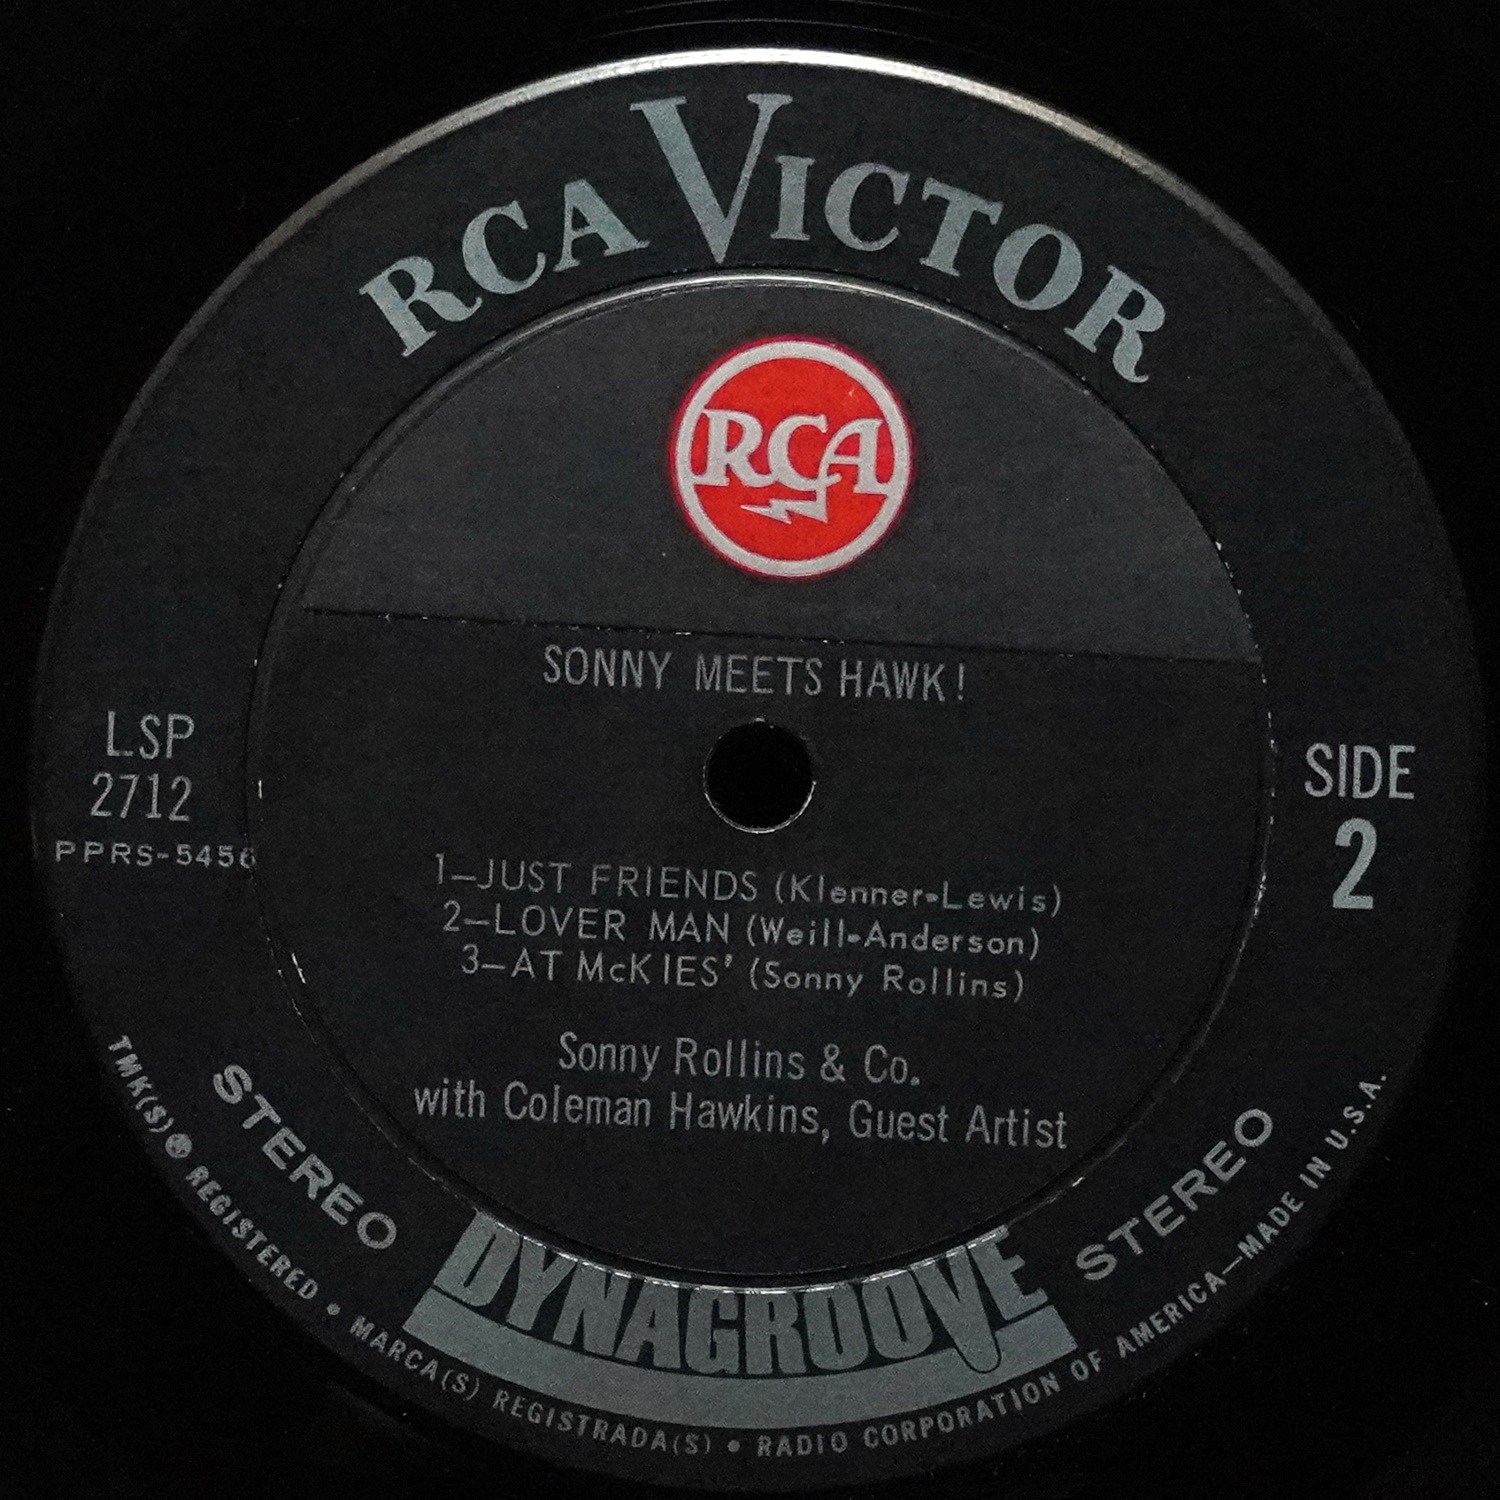 RCA VICTOR
RCA
SONNY MEETS HAWK!
LSP
2712
PPRS-5456
SIDE
2
1—JUST FRIENDS (Klenner-Lewis)
2—LOVER MAN (Weill-Anderson)
3—AT McKIES' (Sonny Rollins)
Sonny Rollins & Co.
with Coleman Hawkins, Guest Artist
STEREO
DYNAGROOVE
STEREO
TMK(S) ® REGISTERED • MARCA(S) REGISTRADA(S) • RADIO CORPORATION OF AMERICA—MADE IN U.S.A.